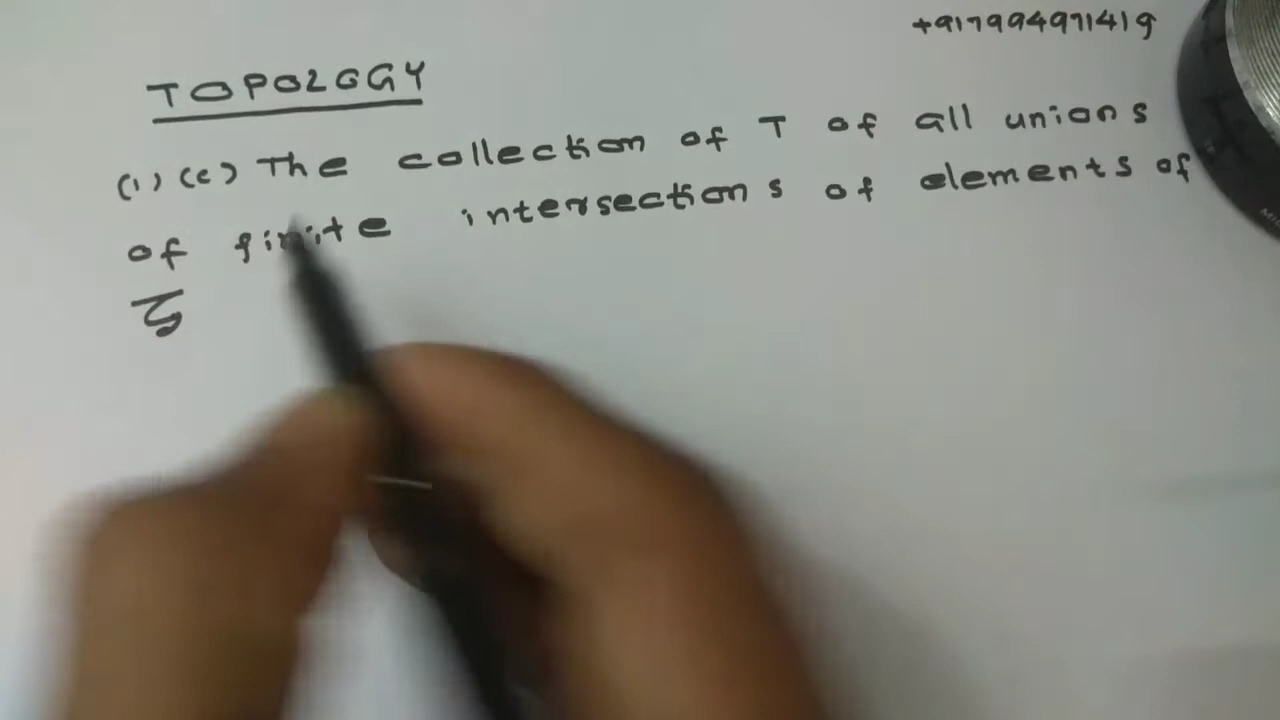 +917994971419
TOPOLOGY
(1) (c) The collection of T of all unions
of finite intersections of elements of